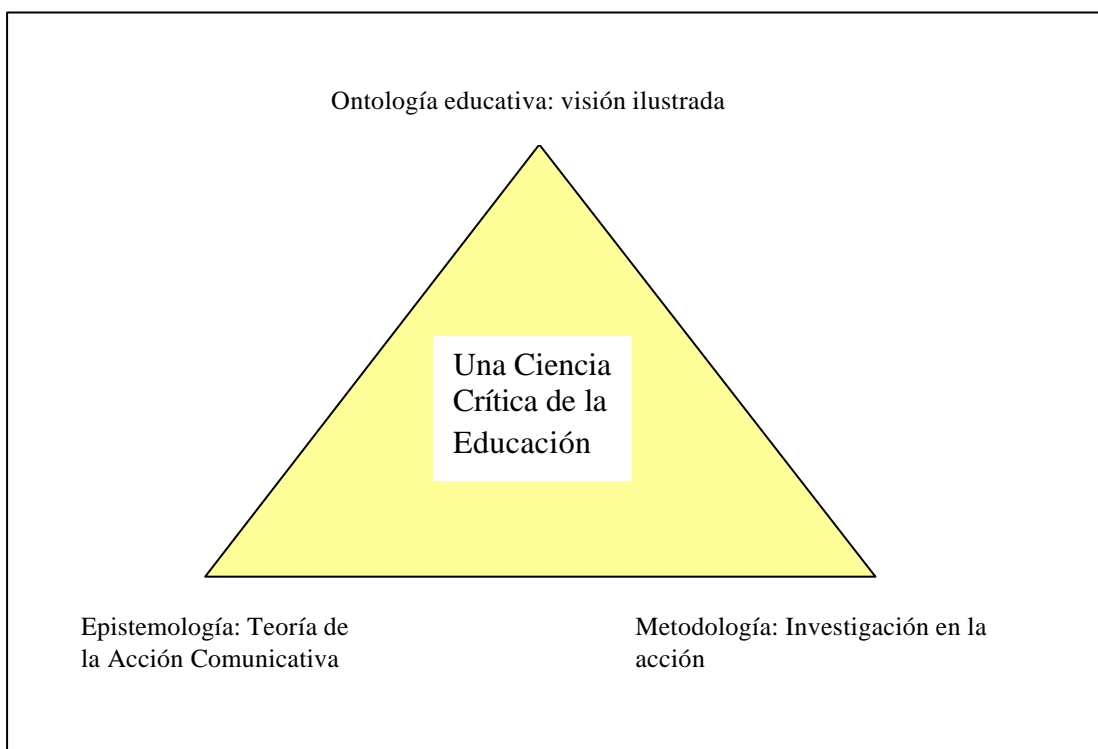 Ontología educativa: visión ilustrada
Una Ciencia
Crítica de la
Educación
Epistemología: Teoría de
la Acción Comunicativa
Metodología: Investigación en la
acción